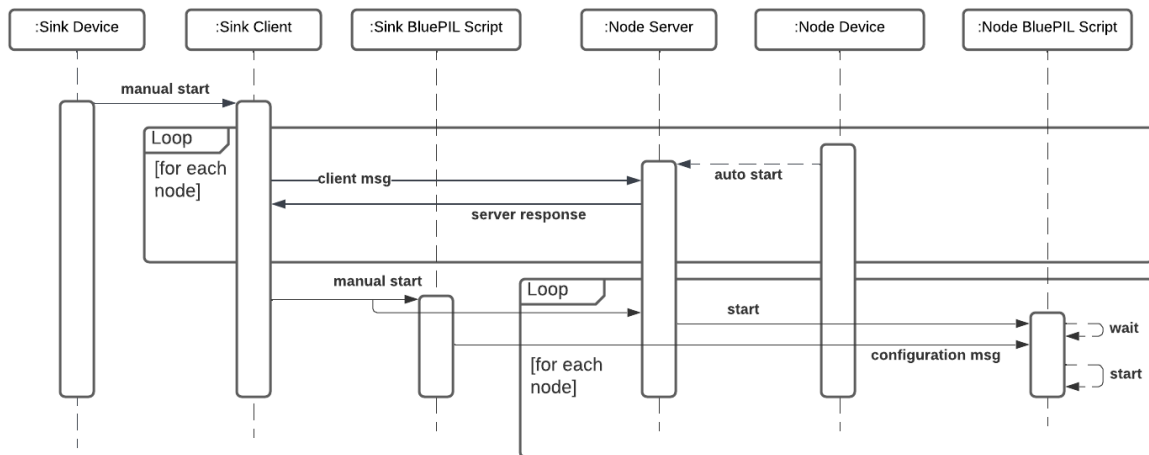 :Sink Device
:Sink Client
:Sink BluePIL Script
:Node Server
:Node Device
:Node BluePIL Script
manual start
Loop
[for each
node]
auto start
client msg
server response
manual start
Loop
start
wait
configuration msg
[for each
node]
start